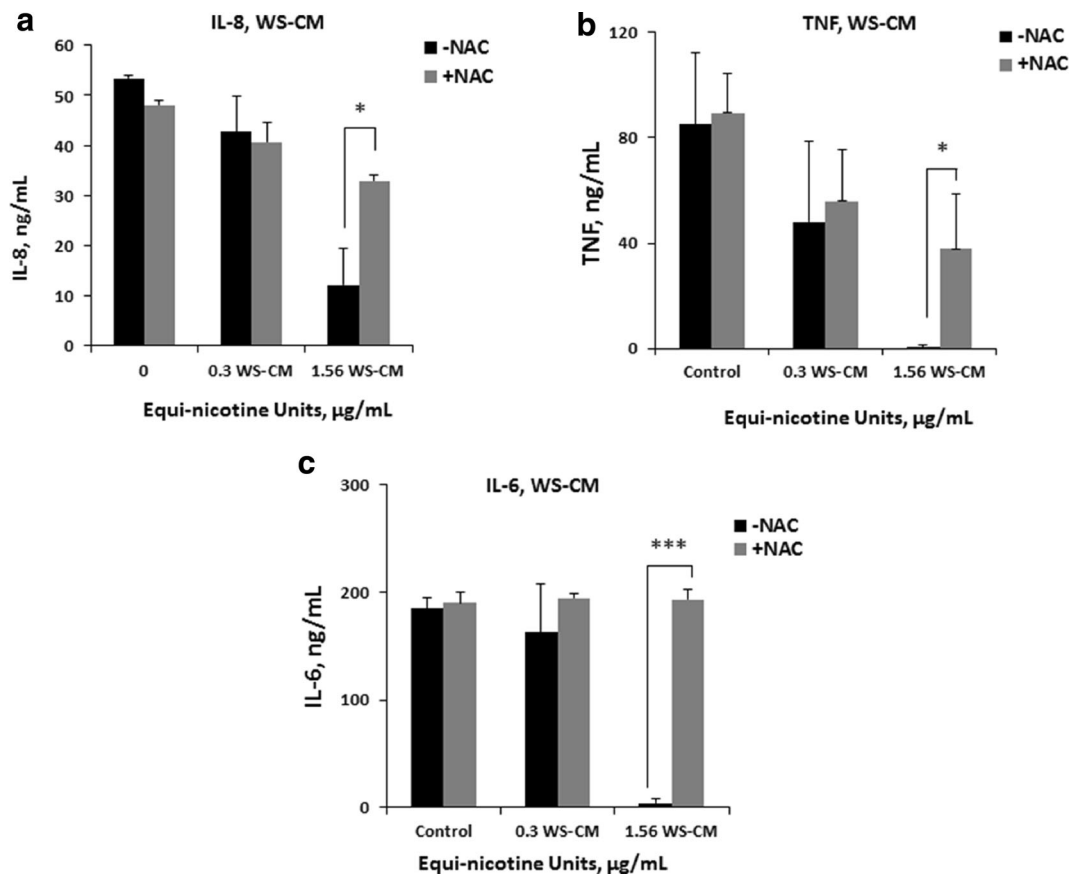 a
IL-8, WS-CM
60
50
40
30
20
10
0
IL-8, ng/mL
-NAC
+NAC
*
0 0.3 WS-CM 1.56 WS-CM
Equi-nicotine Units, µg/mL
b
TNF, WS-CM
120
80
40
0
TNF, ng/mL
-NAC
+NAC
*
Control 0.3 WS-CM 1.56 WS-CM
Equi-nicotine Units, µg/mL
c
IL-6, WS-CM
300
200
100
0
IL-6, ng/mL
-NAC
+NAC
***
Control 0.3 WS-CM 1.56 WS-CM
Equi-nicotine Units, µg/mL